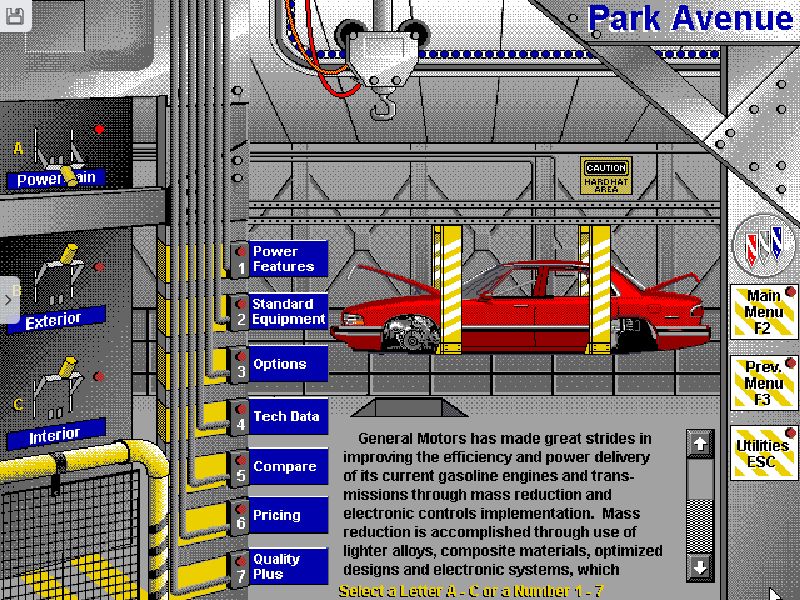 Park Avenue
CAUTION
HARDHAT
AREA
A
Powertrain
B
Exterior
C
Interior
1
Power
Features
2
Standard
Equipment
3
Options
4
Tech Data
5
Compare
6
Pricing
7
Quality
Plus
Main
Menu
F2
Prev.
Menu
F3
Utilities
ESC
General Motors has made great strides in
improving the efficiency and power delivery
of its current gasoline engines and trans-
missions through mass reduction and
electronic controls implementation. Mass
reduction is accomplished through use of
lighter alloys, composite materials, optimized
designs and electronic systems, which
Select a Letter A - C or a Number 1 - 7